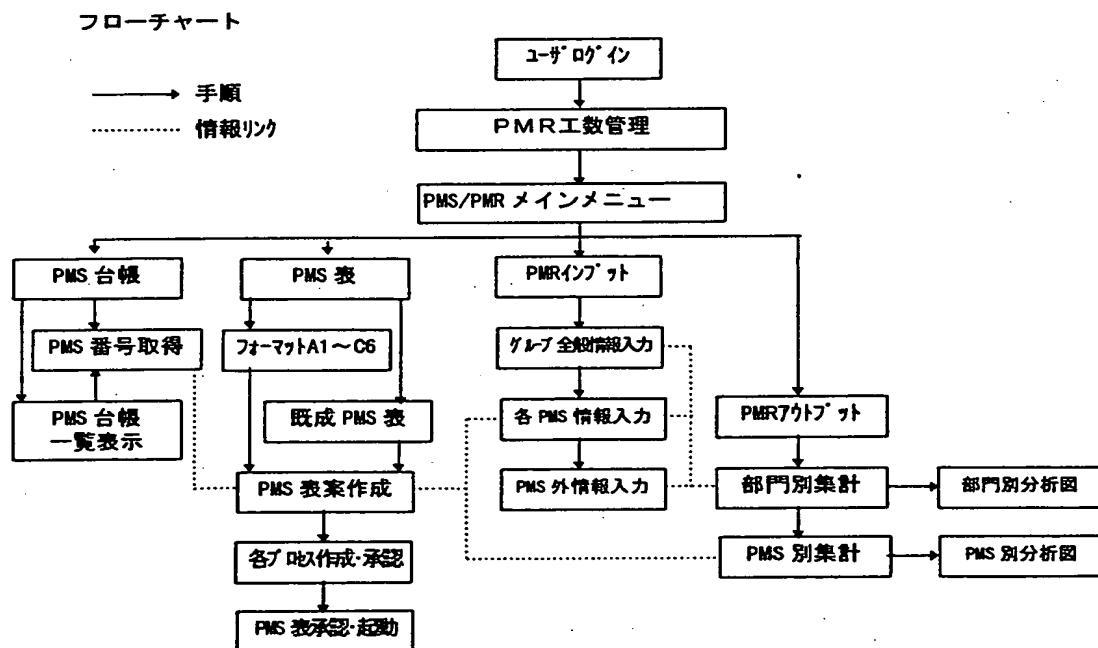 フローチャート
手順
情報リンク
ユーザログイン
PMR工数管理
PMS/PMR メインメニュー
PMS 台帳
PMS 表
PMRインプット
PMS 番号取得
フォーマットA1～C6
グループ全般情報入力
PMS 台帳
一覧表示
既成 PMS 表
各 PMS 情報入力
PMRアウトプット
PMS 表案作成
PMS 外情報入力
部門別集計
部門別分析図
各プロセス作成・承認
PMS 別集計
PMS 別分析図
PMS 表承認・起動